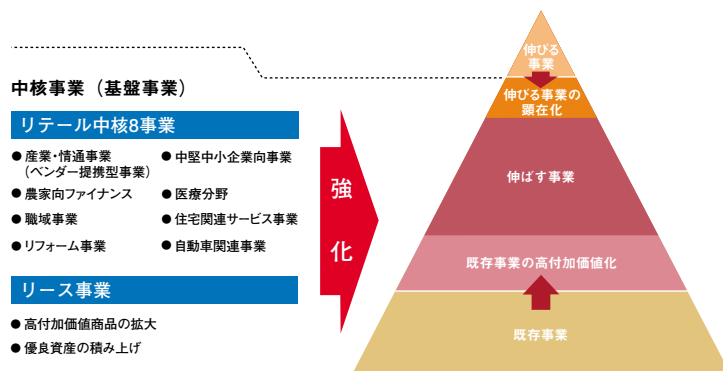 中核事業（基盤事業）
リテール中核8事業
●産業・情通事業
（ベンダー提携型事業）
●農家向ファイナンス
●職域事業
●リフォーム事業
●中堅中小企業向事業
●医療分野
●住宅関連サービス事業
●自動車関連事業
リース事業
●高付加価値商品の拡大
●優良資産の積み上げ
強
化
伸びる
事業
伸びる事業の
顕在化
伸ばす事業
既存事業の高付加価値化
既存事業